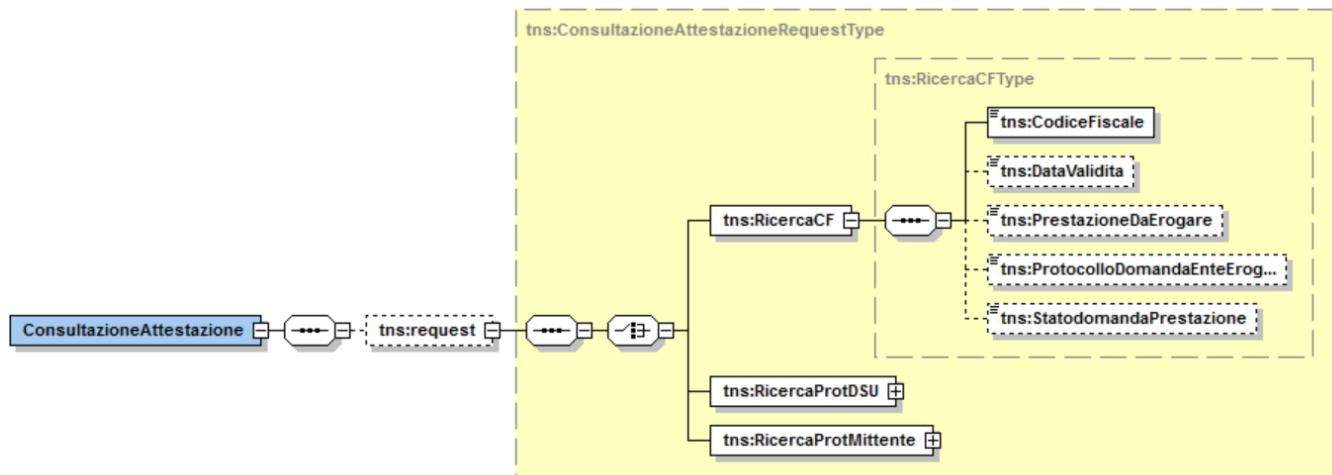 tns:ConsultazioneAttestazioneRequestType
tns:RicercaCFType
tns:CodiceFiscale
tns:DataValidita
tns:PrestazioneDaErogare
tns:ProtocolloDomandaEnteErog...
tns:StatodomandaPrestazione
tns:RicercaCF
ConsultazioneAttestazione
tns:request
tns:RicercaProtDSU
tns:RicercaProtMittente